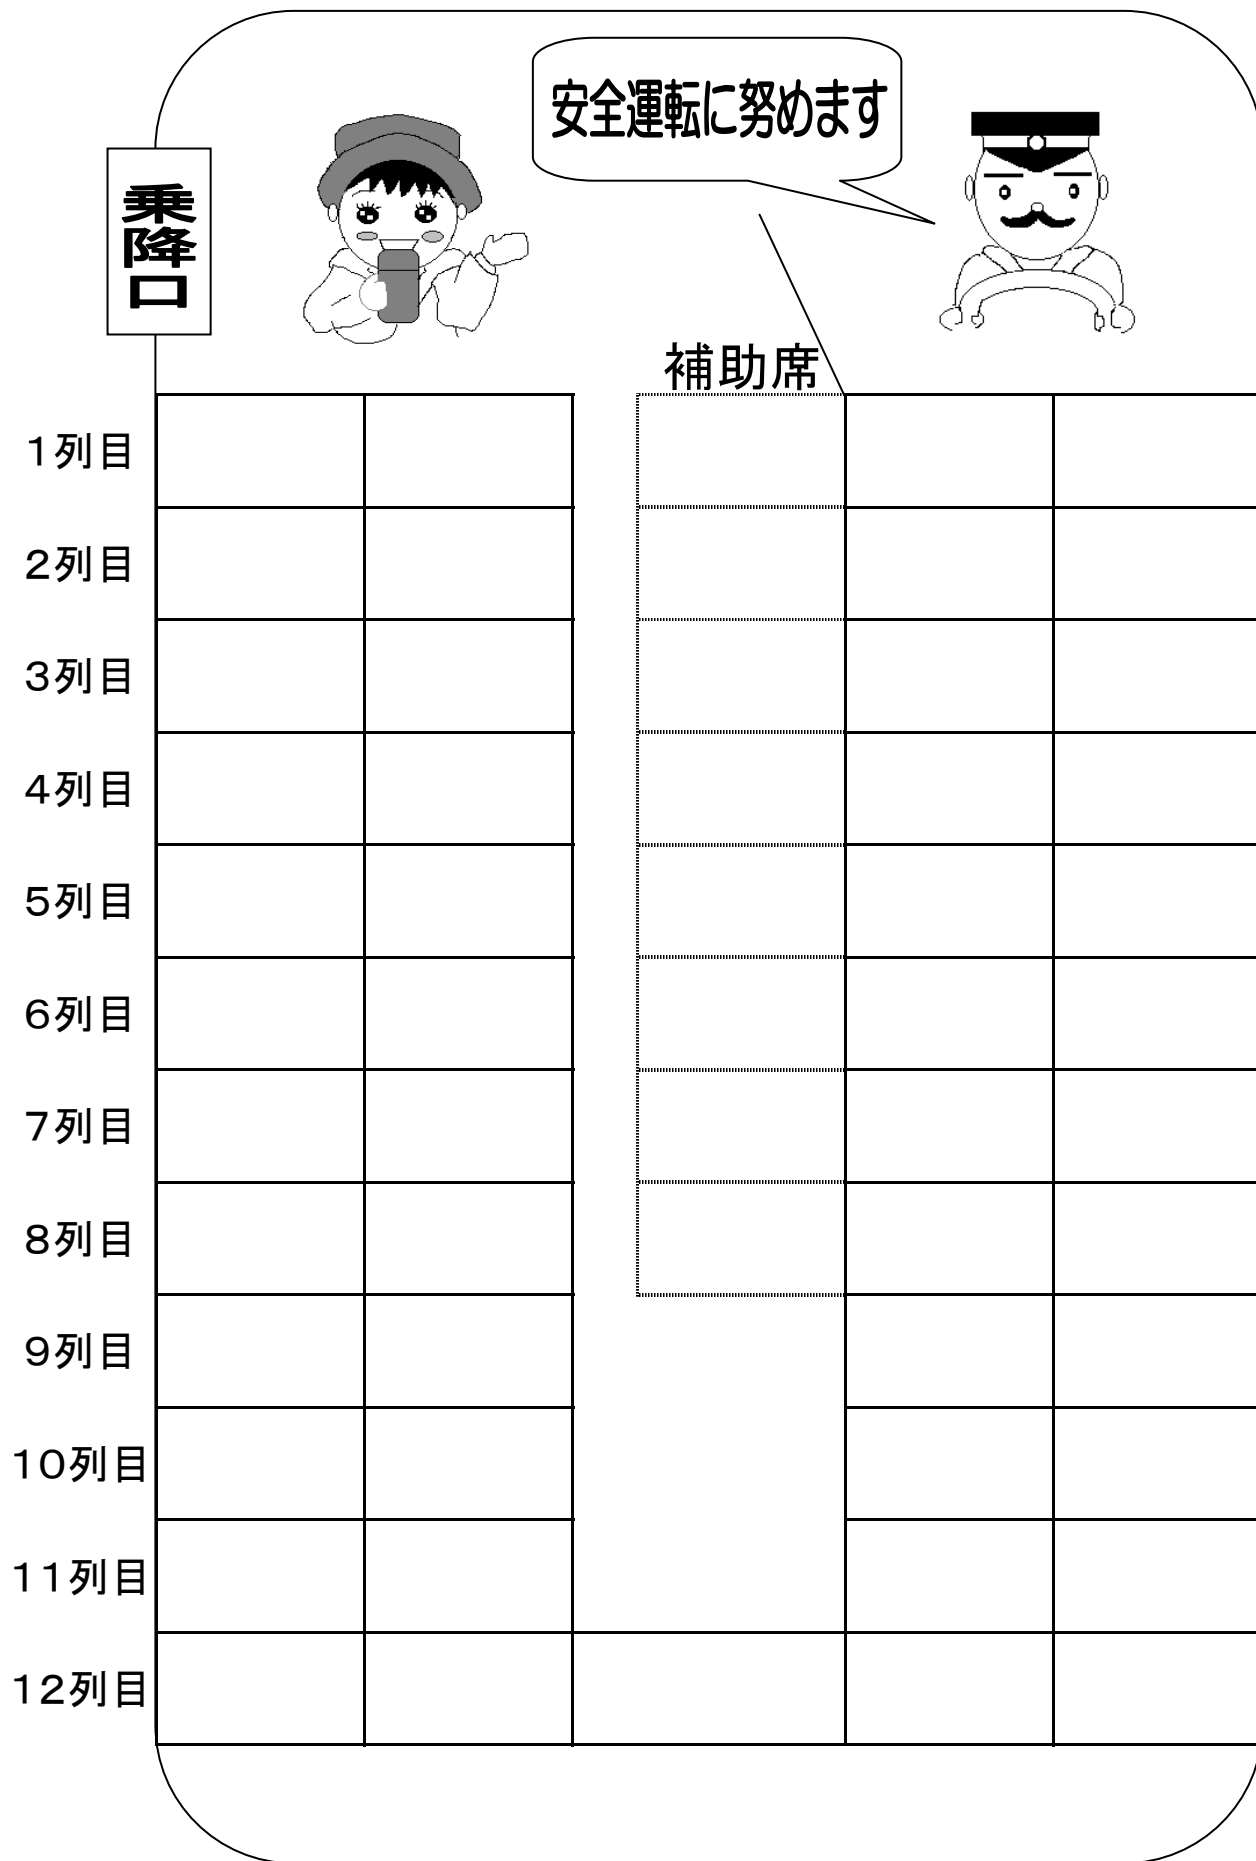 安全運転に努めます
乗降口
補助席
１列目
２列目
３列目
４列目
５列目
６列目
７列目
８列目
９列目
１０列目
１１列目
１２列目